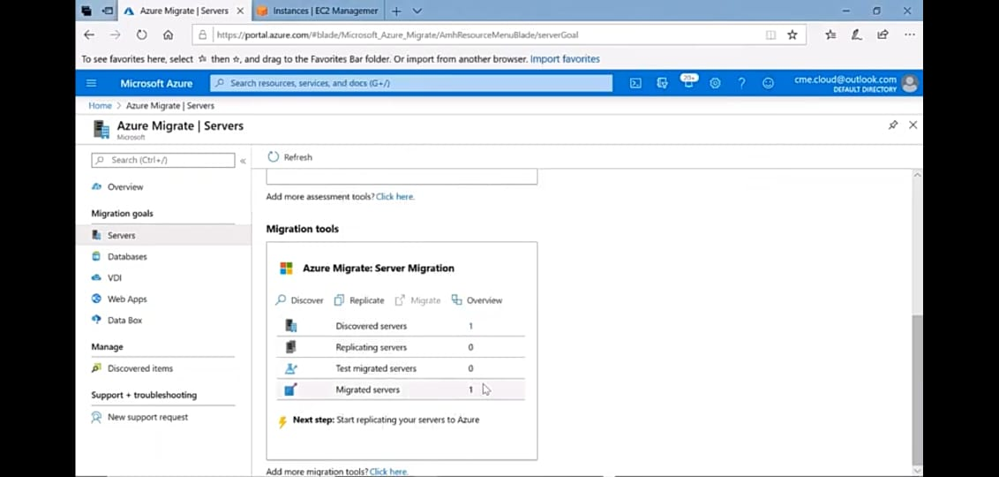 Azure Migrate | Servers
Instances | EC2 Managemer
https://portal.azure.com/#blade/Microsoft_Azure_Migrate/AmhResourceMenuBlade/serverGoal
To see favorites here, select then ☆, and drag to the Favorites Bar folder. Or import from another browser. Import favorites
Microsoft Azure
Search resources, services, and docs (G+/)
20+
cme.cloud@outlook.com
DEFAULT DIRECTORY
Home > Azure Migrate | Servers
Azure Migrate | Servers
Microsoft
Search (Ctrl+/)
«
Refresh
Overview
Migration goals
Servers
Databases
VDI
Web Apps
Data Box
Manage
Discovered items
Support + troubleshooting
New support request
Add more assessment tools? Click here.
Migration tools
Azure Migrate: Server Migration
Discover Replicate Migrate Overview
Discovered servers 1
Replicating servers 0
Test migrated servers 0
Migrated servers 1
Next step: Start replicating your servers to Azure
Add more migration tools? Click here.